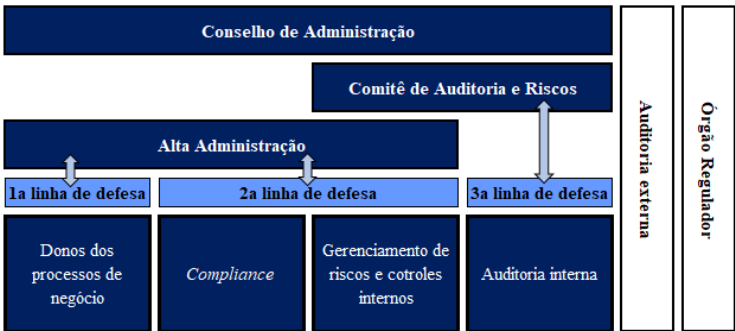 Conselho de Administração
Comitê de Auditoria e Riscos
Alta Administração
1a linha de defesa
2a linha de defesa
3a linha de defesa
Donos dos
processos de
negócio
Compliance
Gerenciamento de
riscos e cotroles
internos
Auditoria interna
Auditoria externa
Órgão Regulador